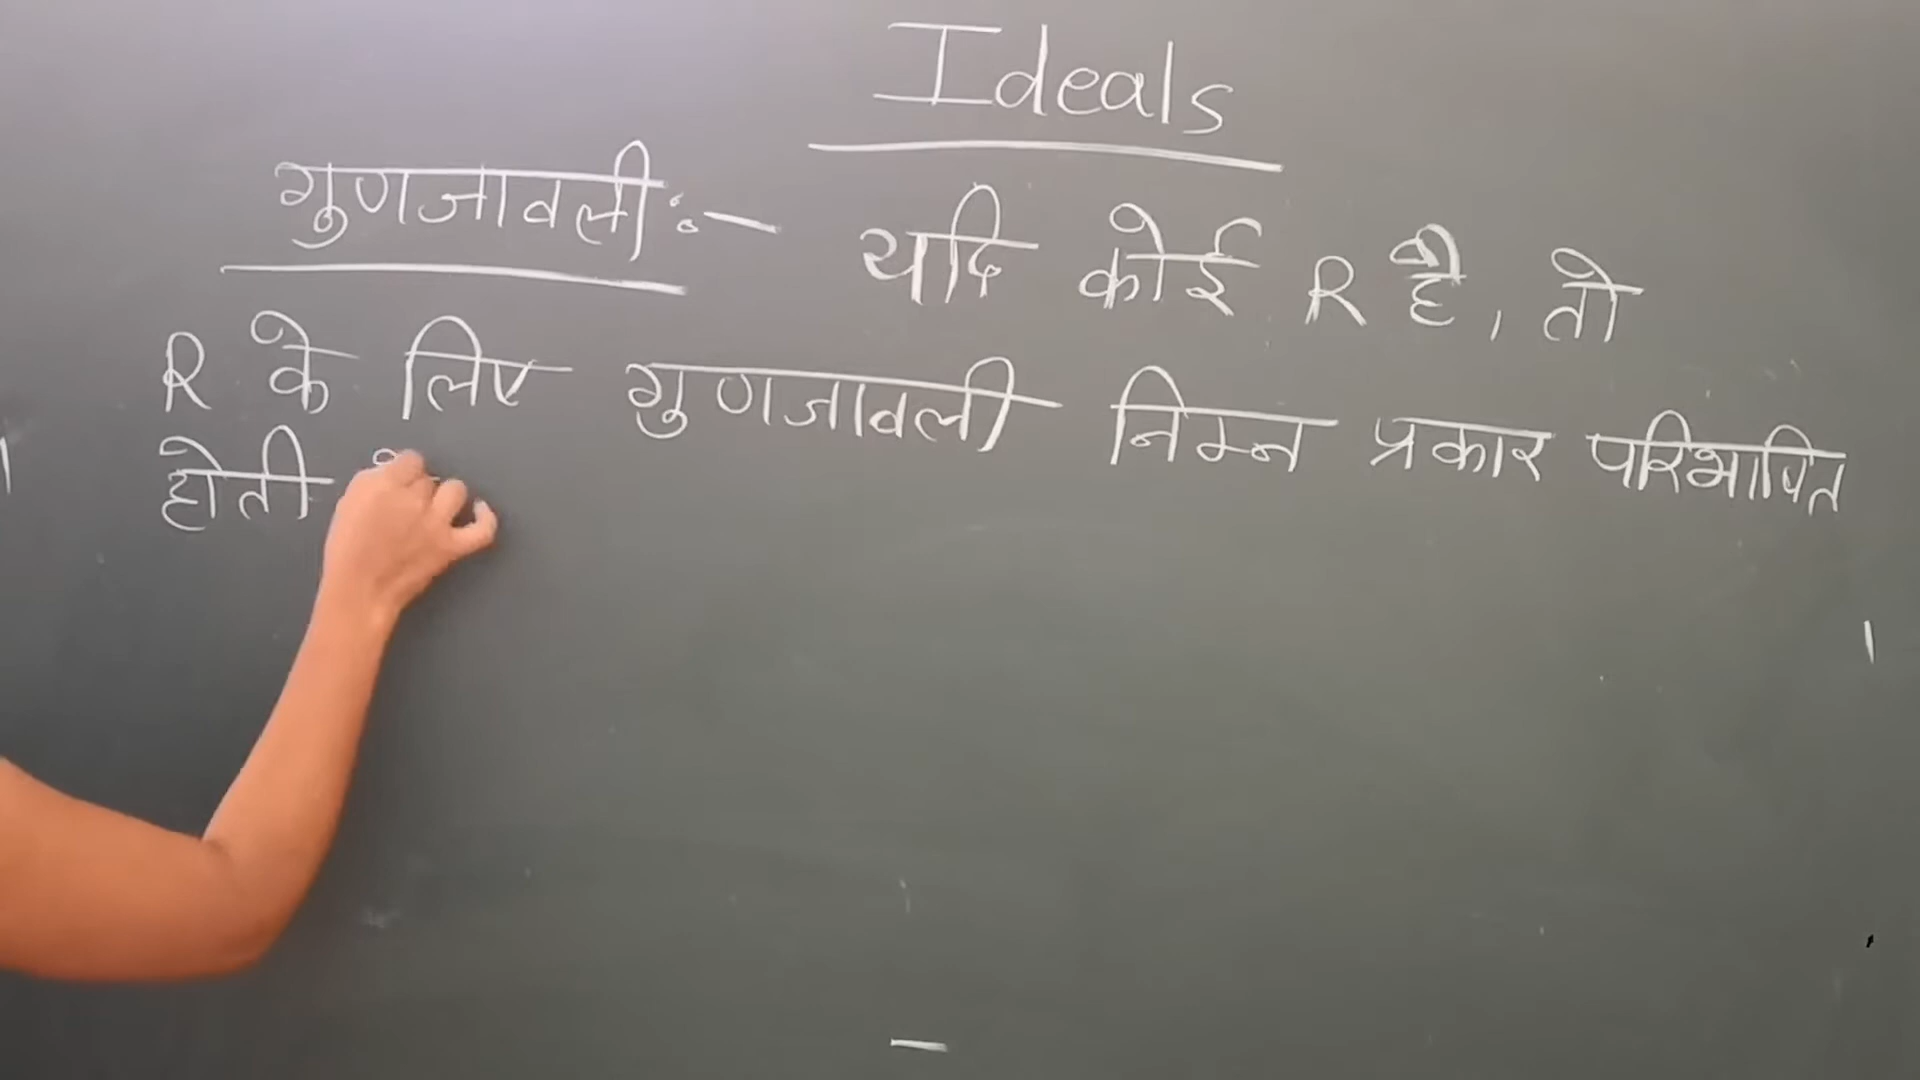 Ideals
गुणजावली :- यदि कोई R है, तो
R के लिए गुणजावली निम्न प्रकार परिभाषित
होती